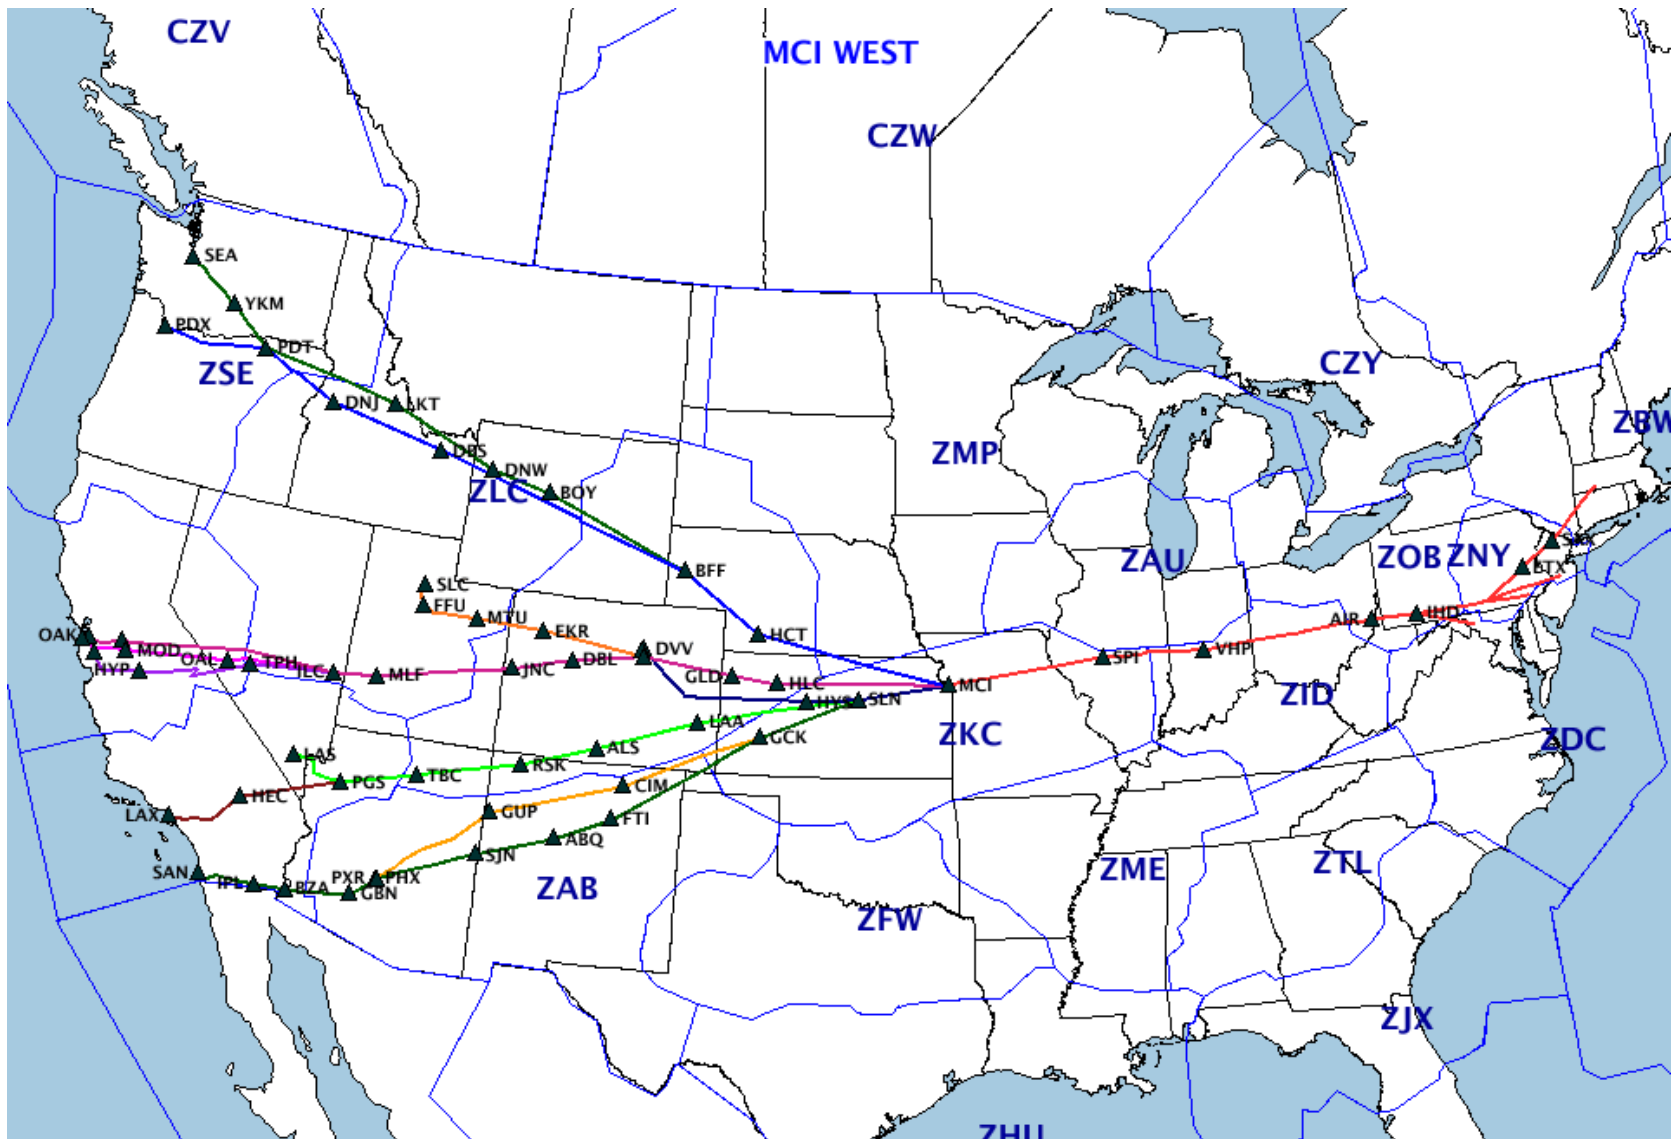 CZV
MCI WEST
CZW
SEA
YKM
PDX
PDT
ZSE
CZY
DNJ
LKT
ZBW
DBS
ZMP
DNW
ZLC
BOY
SAX
ZAU
ZOB
ZNY
ETX
BFF
SLC
FFU
MTU
EKR
IHD
AIR
OAK
MOD
HCT
DVV
OAL
TPH
VHP
NYP
ILC
MLF
JNC
DBL
SPI
GLD
HLC
MCI
ZID
HYS
SLN
LAA
GCK
ZKC
ZDC
ALS
LAS
RSK
TBC
PGS
CIM
HEC
LAX
GUP
FTI
ABQ
SJN
SAN
IPL
BZA
PXR
PHX
GBN
ZAB
ZME
ZTL
ZFW
ZJX
ZHU